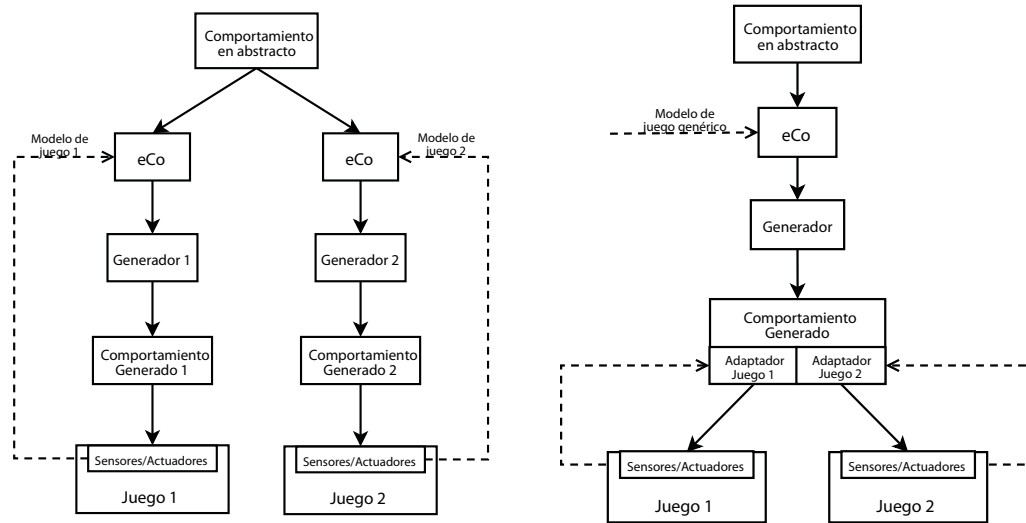 Comportamiento
en abstracto
Modelo de
juego 1
eCo
eCo
Modelo de
juego 2
Generador 1
Generador 2
Comportamiento
Generado 1
Comportamiento
Generado 2
Sensores/Actuadores
Juego 1
Sensores/Actuadores
Juego 2
Comportamiento
en abstracto
Modelo de
juego genérico
eCo
Generador
Comportamiento
Generado
Adaptador
Juego 1
Adaptador
Juego 2
Sensores/Actuadores
Juego 1
Sensores/Actuadores
Juego 2